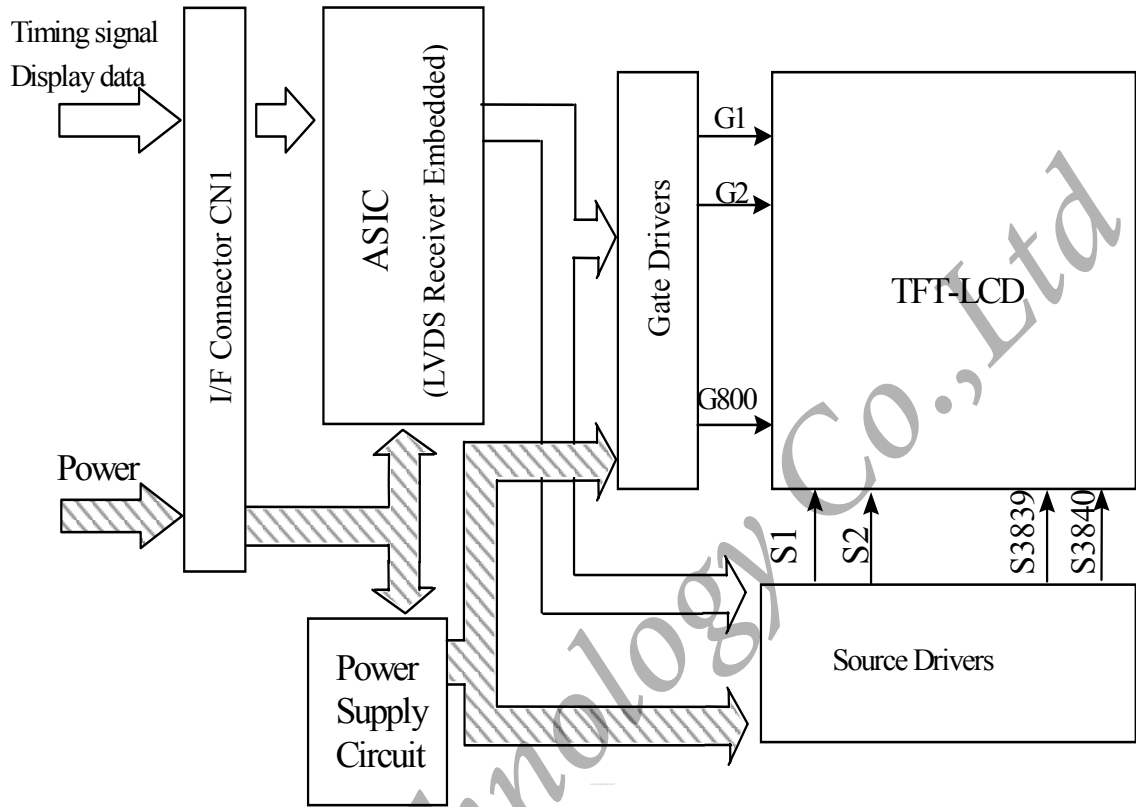 Timing signal
Display data
Power
I/F Connector CN1
ASIC
(LVDS Receiver Embedded)
Power
Supply
Circuit
Gate Drivers
G1
G2
G800
TFT-LCD
S1
S2
S3839
S3840
Source Drivers
hnology Co.,Ltd